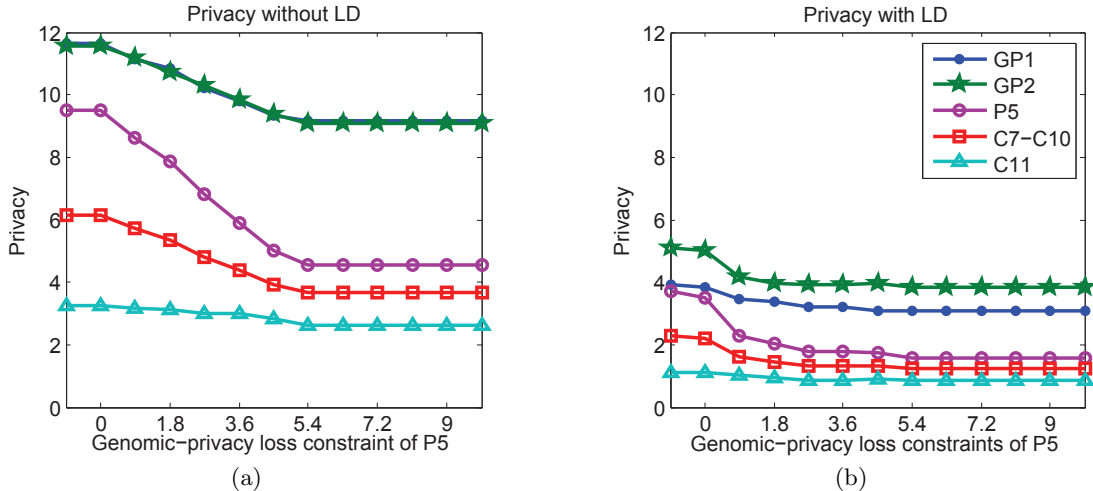 Privacy without LD
12
10
8
6
4
2
0
Privacy
0 1.8 3.6 5.4 7.2 9
Genomic−privacy loss constraint of P5
(a)
Privacy with LD
12
10
8
6
4
2
0
Privacy
GP1
GP2
P5
C7−C10
C11
0 1.8 3.6 5.4 7.2 9
Genomic−privacy loss constraints of P5
(b)